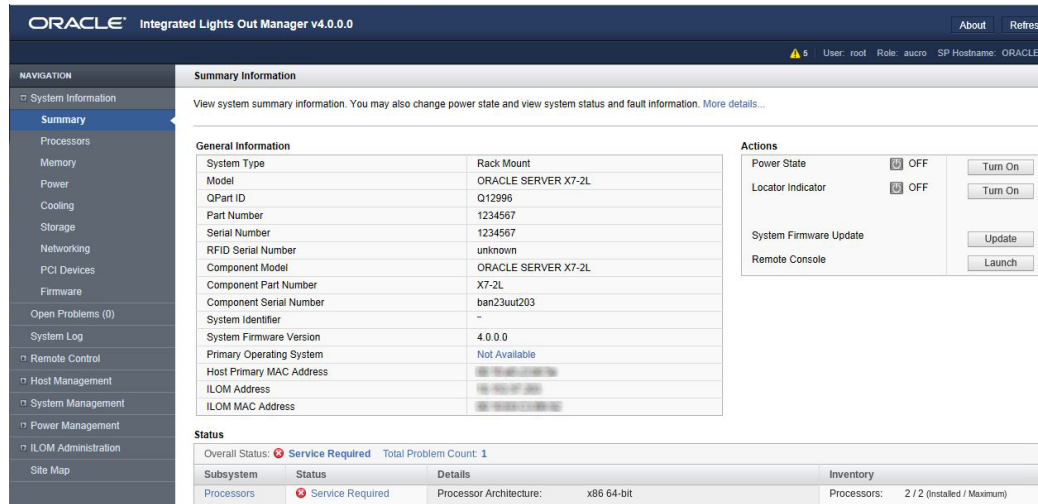 ORACLE® Integrated Lights Out Manager v4.0.0.0
About
5 User: root Role: aucro SP Hostname: ORACLE
NAVIGATION
System Information
Summary
Processors
Memory
Power
Cooling
Storage
Networking
PCI Devices
Firmware
Open Problems (0)
System Log
Remote Control
Host Management
System Management
Power Management
ILOM Administration
Site Map
Summary Information
View system summary information. You may also change power state and view system status and fault information. More details...
General Information
System Type Rack Mount
Model ORACLE SERVER X7-2L
QPart ID Q12996
Part Number 1234567
Serial Number 1234567
RFID Serial Number unknown
Component Model ORACLE SERVER X7-2L
Component Part Number X7-2L
Component Serial Number ban23uut203
System Identifier -
System Firmware Version 4.0.0.0
Primary Operating System Not Available
Host Primary MAC Address
ILOM Address
ILOM MAC Address
Actions
Power State OFF Turn On
Locator Indicator OFF Turn On
System Firmware Update Update
Remote Console Launch
Status
Overall Status: Service Required Total Problem Count: 1
Subsystem Status Details Inventory
Processors Service Required Processor Architecture: x86 64-bit Processors: 2 / 2 (Installed / Maximum)